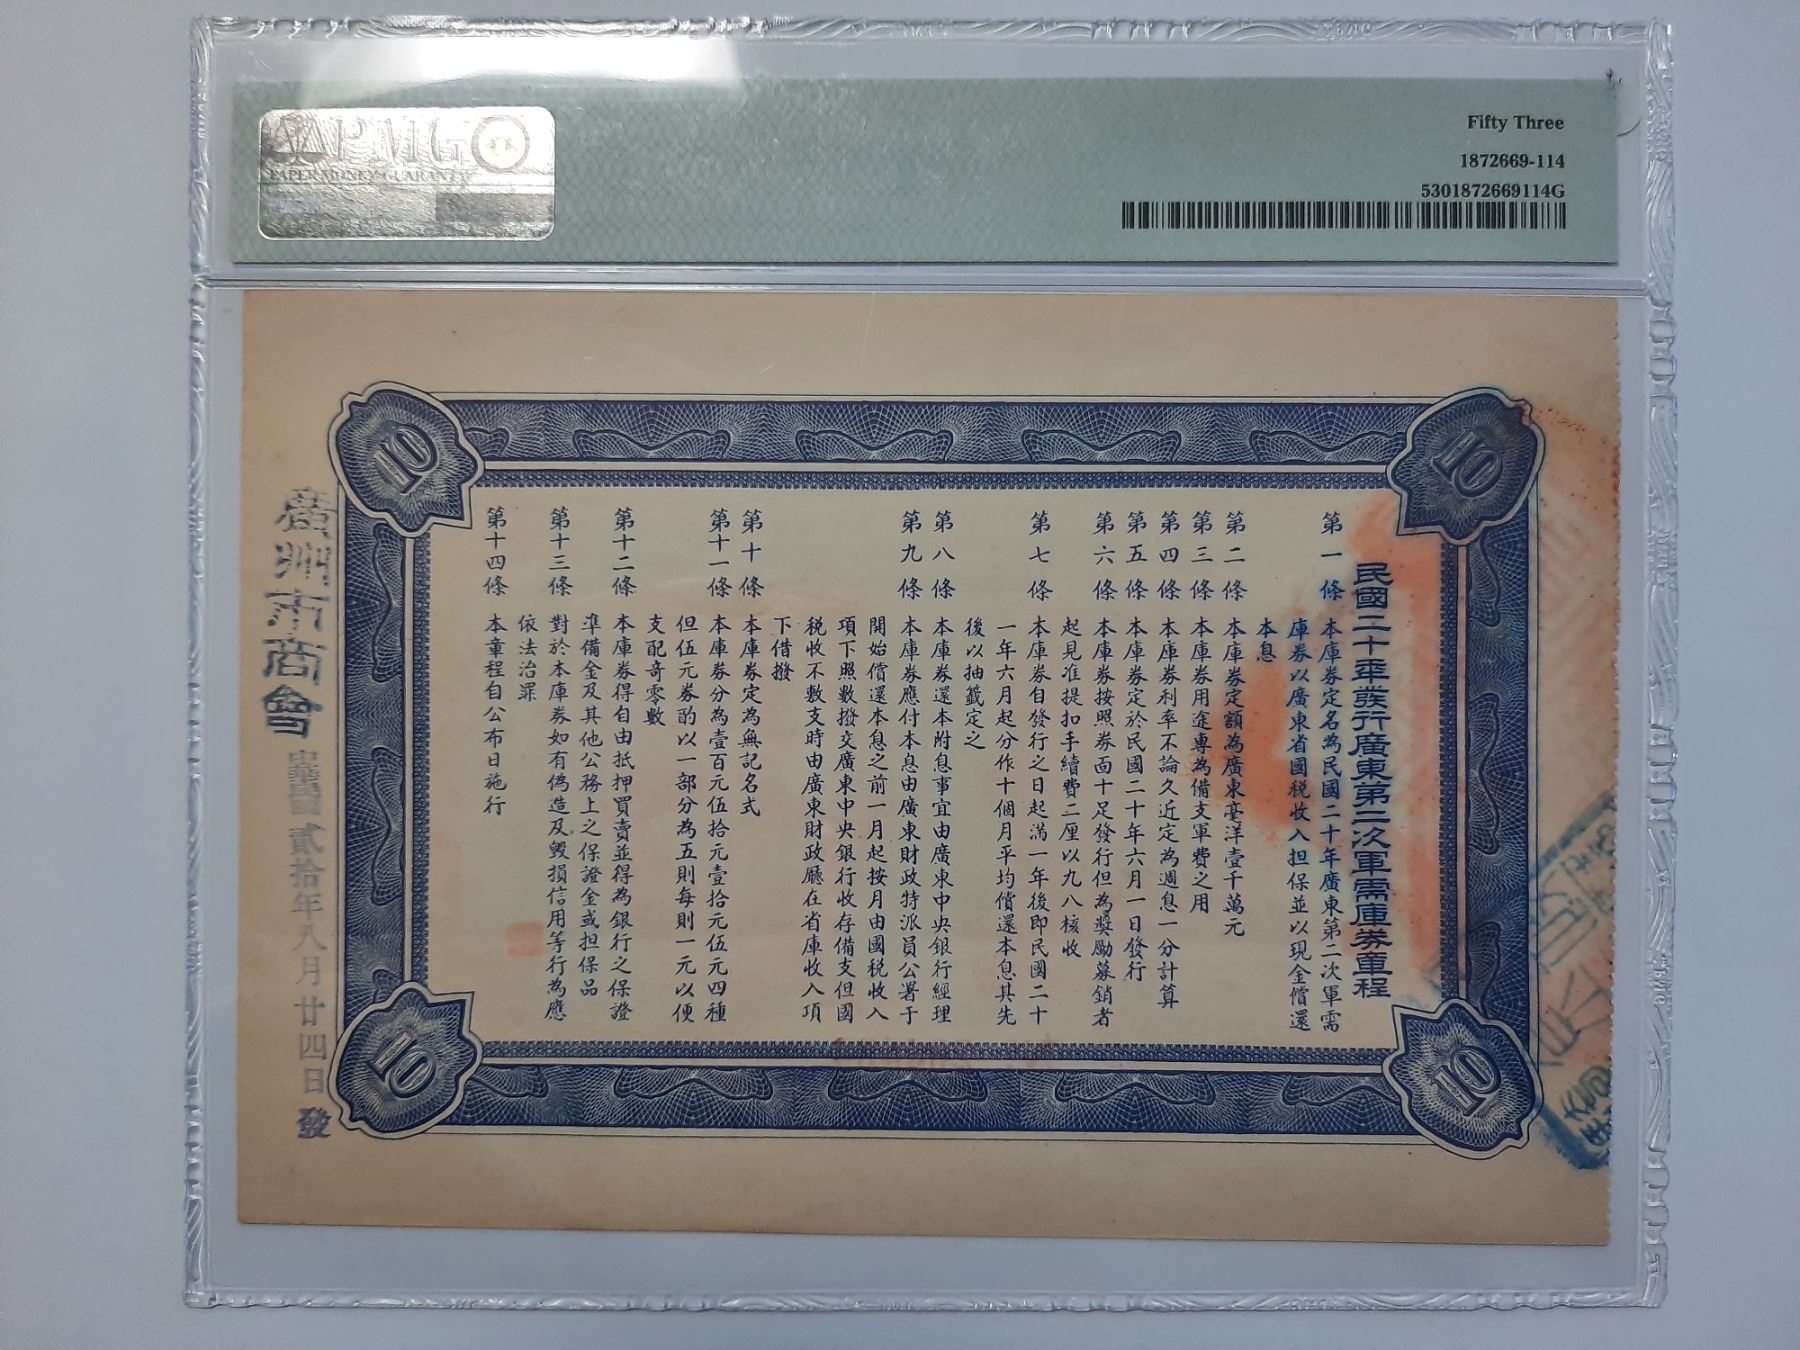 PMG
PAPER MONEY GUARANTY
Fifty Three
1872669-114
5301872669114G
10
10
民國二十年發行廣東第二次軍需庫券章程
第一條 本庫券定名為民國二十年廣東第二次軍需
庫券以廣東省國稅收入担保並以現金償還
本息
第二條 本庫券定額為廣東毫洋壹千萬元
第三條 本庫券用途專為備支軍費之用
第四條 本庫券利率不論久近定為週息一分計算
第五條 本庫券定於民國二十年六月一日發行
第六條 本庫券按照券面十足發行但為獎勵募銷者
起見准提扣手續費二厘以九八核收
第七條 本庫券自發行之日起滿一年後即民國二十
一年六月起分作十個月平均償還本息其先
後以抽籤定之
第八條 本庫券還本附息事宜由廣東中央銀行經理
第九條 本庫券應付本息由廣東財政特派員公署于
開始償還本息之前一月起按月由國稅收入
項下照數撥交廣東中央銀行收存備支但國
稅收不敷支時由廣東財政廳在省庫收入項
下借撥
第十條 本庫券定為無記名式
第十一條 本庫券分為壹百元伍拾元壹拾元伍元四種
但伍元券酌以一部分為五則每則一元以便
支配奇零數
第十二條 本庫券得自由抵押買賣並得為銀行之保證
準備金及其他公務上之保證金或担保品
第十三條 對於本庫券如有偽造及毀損信用等行為應
依法治罪
第十四條 本章程自公布日施行
廣州市商會
中華民國貳拾年八月廿四日發
10
10